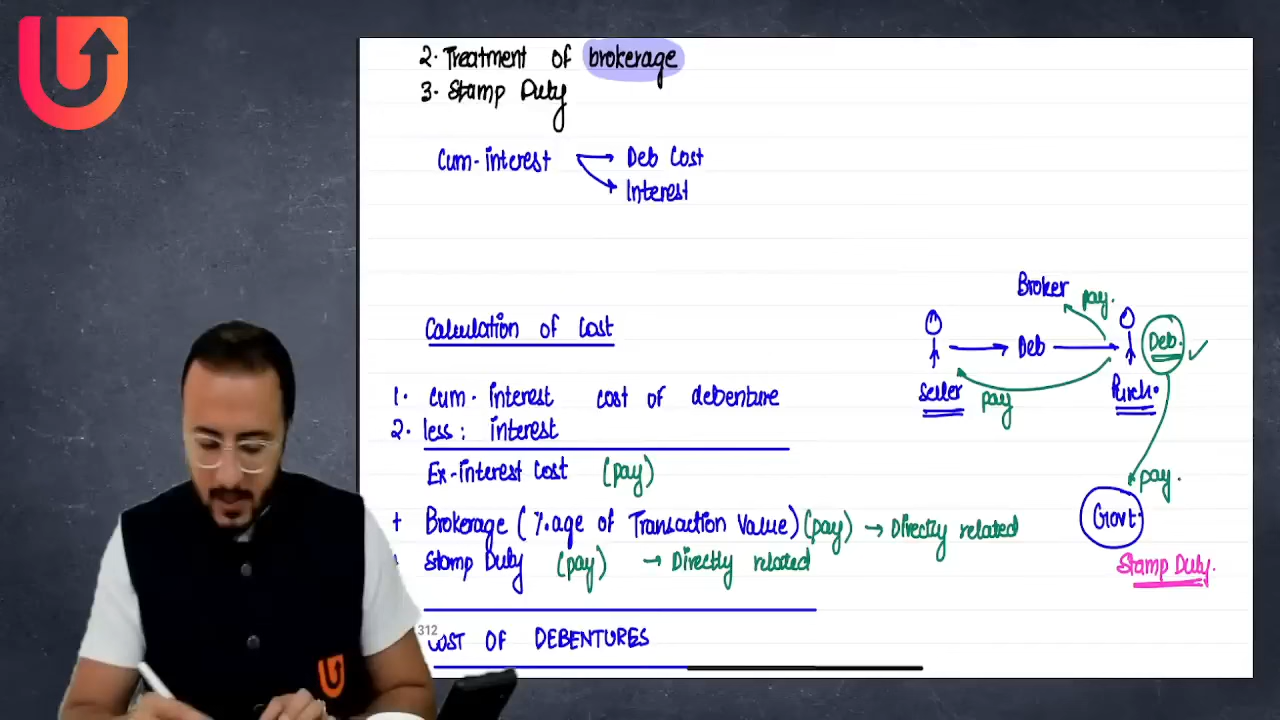 2. Treatment of brokerage
3. Stamp Duty
Cum-interest
Deb Cost
Interest
Calculation of Cost
1. Cum-interest cost of debenture
2. less: interest
Ex-interest Cost (pay)
+ Brokerage (%age of Transaction Value) (pay) → Directly related
Stamp Duty (pay) → Directly related
COST OF DEBENTURES
312
Broker
pay.
Deb
Deb.
Seller
pay
Purch.
pay.
Govt.
Stamp Duty.